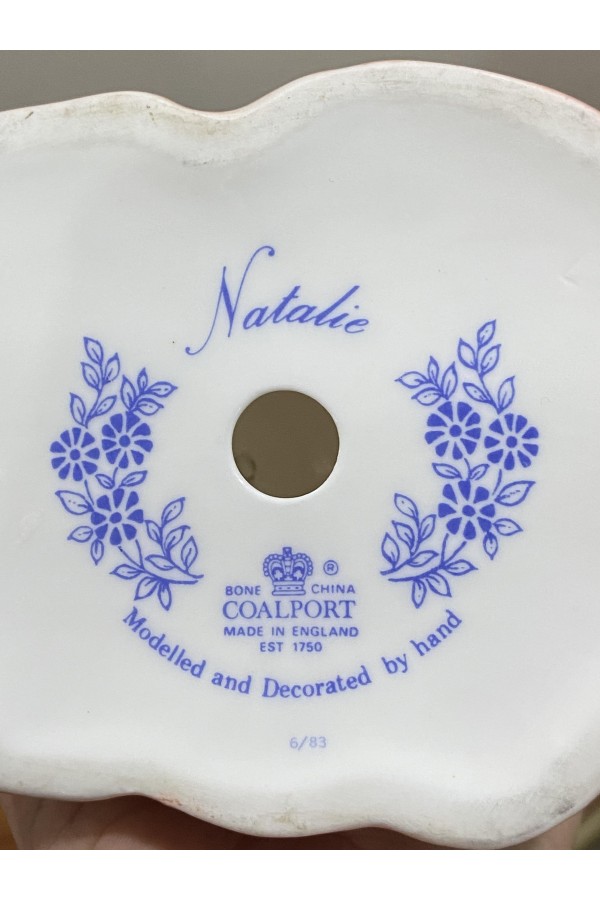 Natalie
®
BONE CHINA
COALPORT
MADE IN ENGLAND
EST 1750
Modelled and Decorated by hand
6/83